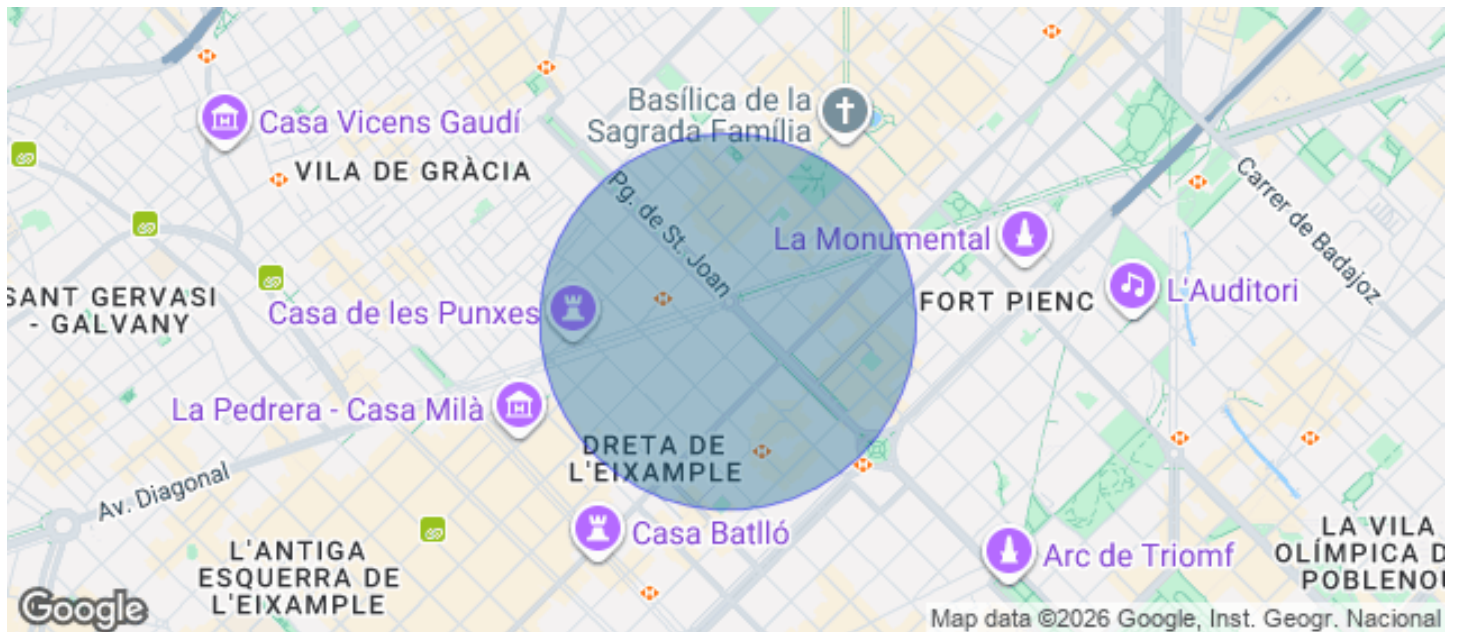 Basílica de la
Sagrada Família
Casa Vicens Gaudí
VILA DE GRÀCIA
Pg. de St. Joan
Carrer de Badajoz
La Monumental
SANT GERVASI
- GALVANY
Casa de les Punxes
FORT PIENC
L'Auditori
La Pedrera - Casa Milà
DRETA DE
L'EIXAMPLE
Av. Diagonal
Casa Batlló
L'ANTIGA
ESQUERRA DE
L'EIXAMPLE
Arc de Triomf
LA VILA
OLÍMPICA D
POBLENOU
Google
Map data ©2026 Google, Inst. Geogr. Nacional